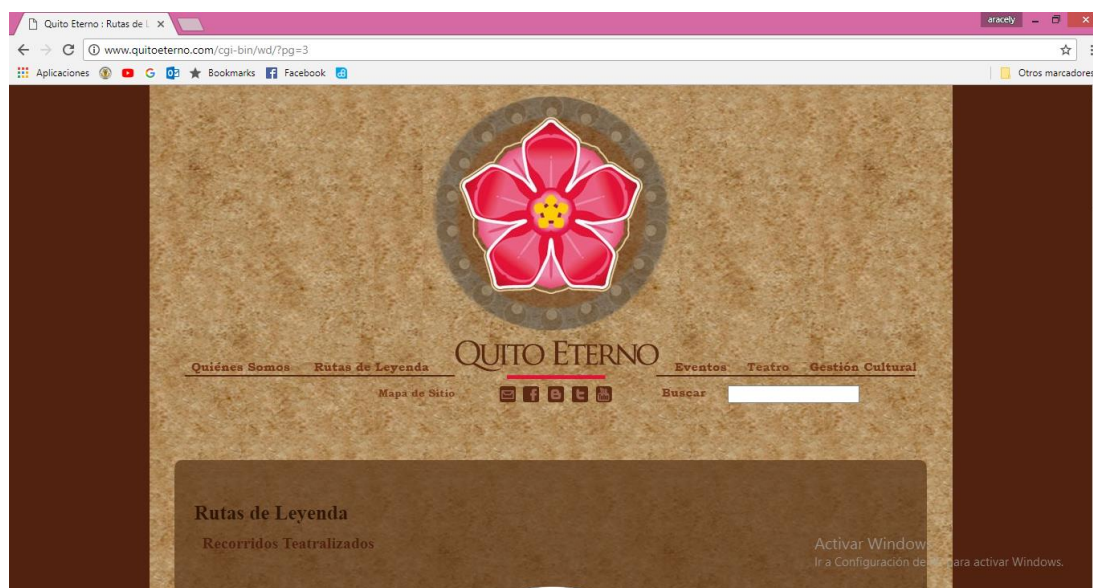 Quito Eterno : Rutas de L
aracely
www.quitoeterno.com/cgi-bin/wd/?pg=3
Aplicaciones G Bookmarks Facebook Otros marcadores
QUITO ETERNO
Quiénes Somos Rutas de Leyenda Eventos Teatro Gestión Cultural
Mapa de Sitio Buscar
Rutas de Leyenda
Recorridos Teatralizados
Activar Window
Ir a Configuración de para activar Windows.